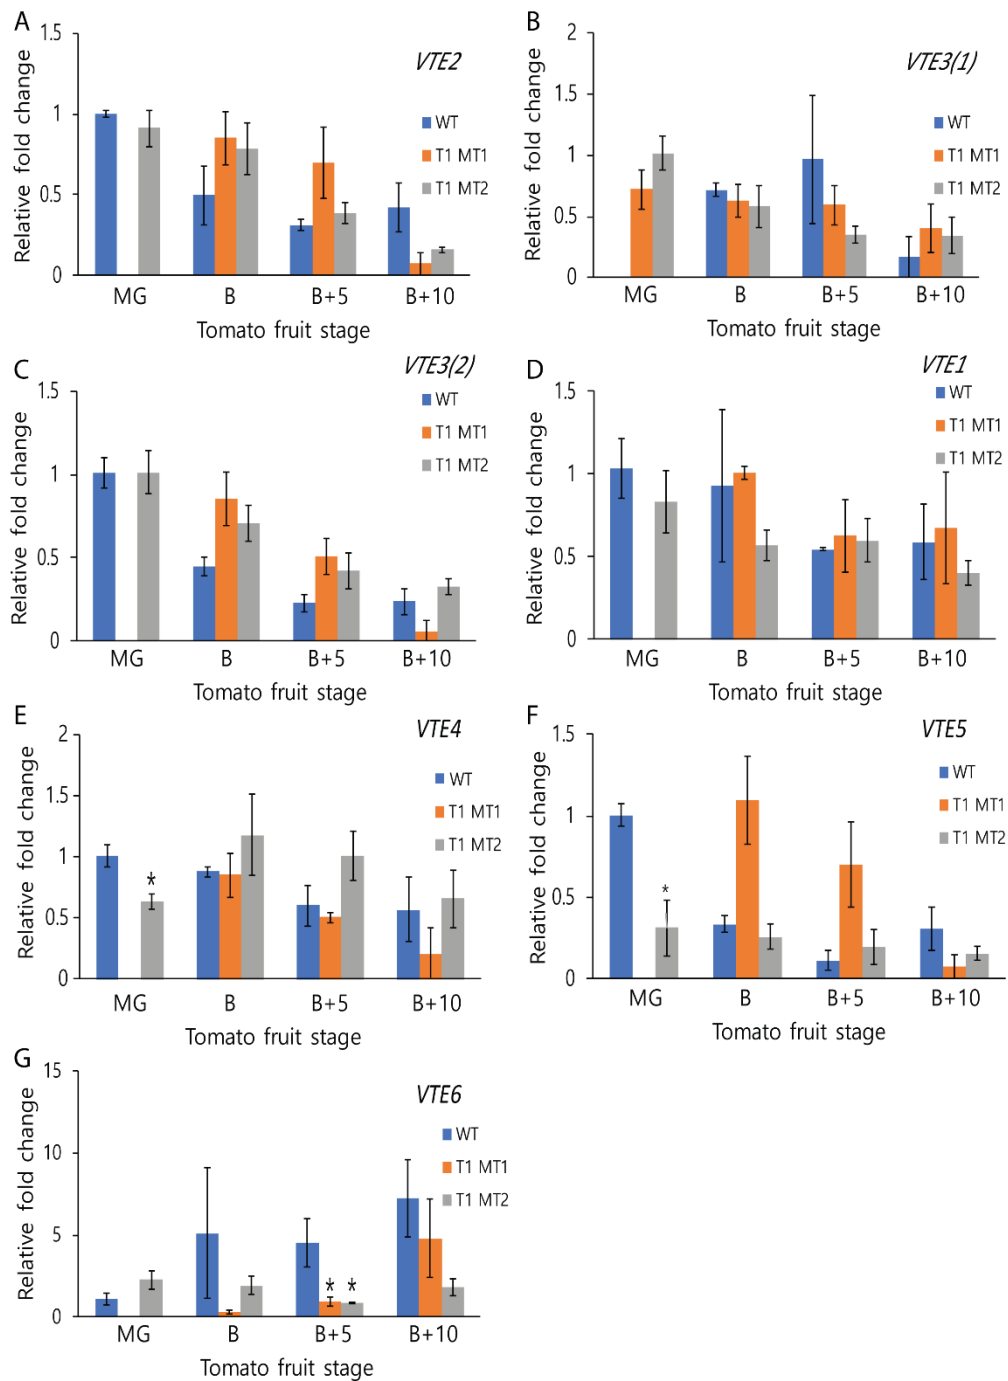 A
VTE2
Relative fold change
1.5
1
0.5
0
WT
T1 MT1
T1 MT2
MG B B+5 B+10
Tomato fruit stage
B
VTE3(1)
Relative fold change
2
1.5
1
0.5
0
WT
T1 MT1
T1 MT2
MG B B+5 B+10
Tomato fruit stage
C
VTE3(2)
Relative fold change
1.5
1
0.5
0
WT
T1 MT1
T1 MT2
MG B B+5 B+10
Tomato fruit stage
D
VTE1
Relative fold change
1.5
1
0.5
0
WT
T1 MT1
T1 MT2
MG B B+5 B+10
Tomato fruit stage
E
VTE4
Relative fold change
2
1.5
1
0.5
0
WT
T1 MT1
T1 MT2
*
MG B B+5 B+10
Tomato fruit stage
F
VTE5
Relative fold change
1.5
1
0.5
0
WT
T1 MT1
T1 MT2
*
MG B B+5 B+10
Tomato fruit stage
G
VTE6
Relative fold change
15
10
5
0
WT
T1 MT1
T1 MT2
* *
MG B B+5 B+10
Tomato fruit stage